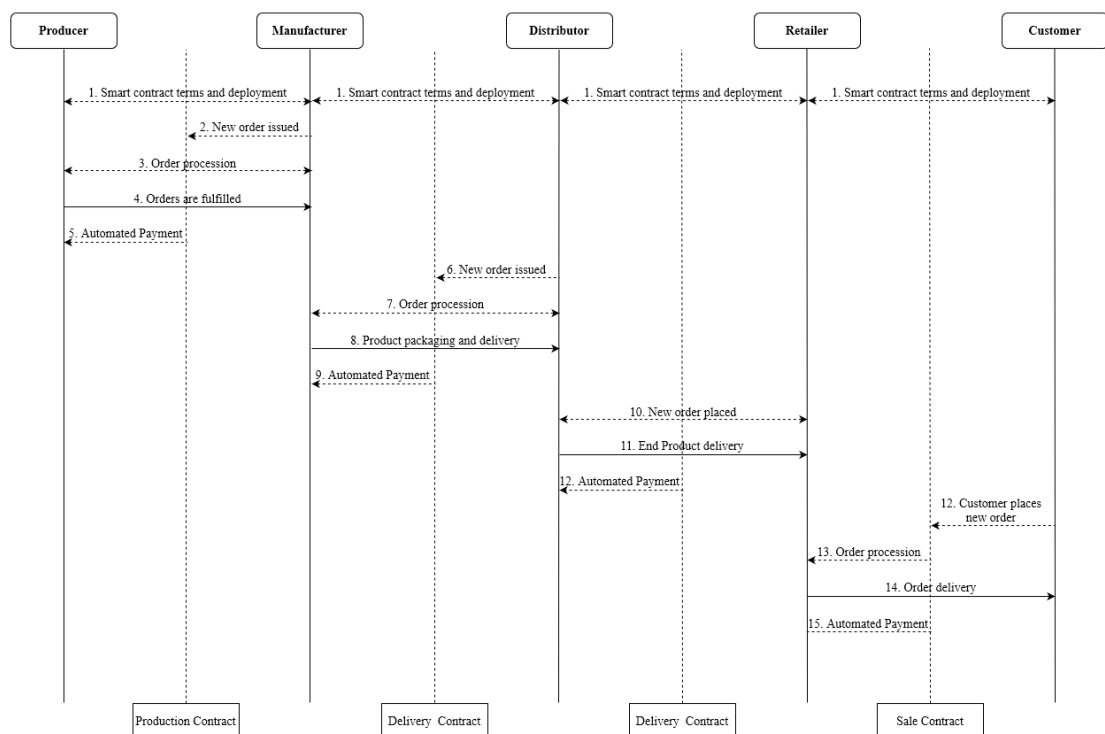 Producer
Manufacturer
Distributor
Retailer
Customer
1. Smart contract terms and deployment
1. Smart contract terms and deployment
1. Smart contract terms and deployment
1. Smart contract terms and deployment
2. New order issued
3. Order procession
4. Orders are fulfilled
5. Automated Payment
6. New order issued
7. Order procession
8. Product packaging and delivery
9. Automated Payment
10. New order placed
11. End Product delivery
12. Automated Payment
12. Customer places
new order
13. Order procession
14. Order delivery
15. Automated Payment
Production Contract
Delivery Contract
Delivery Contract
Sale Contract